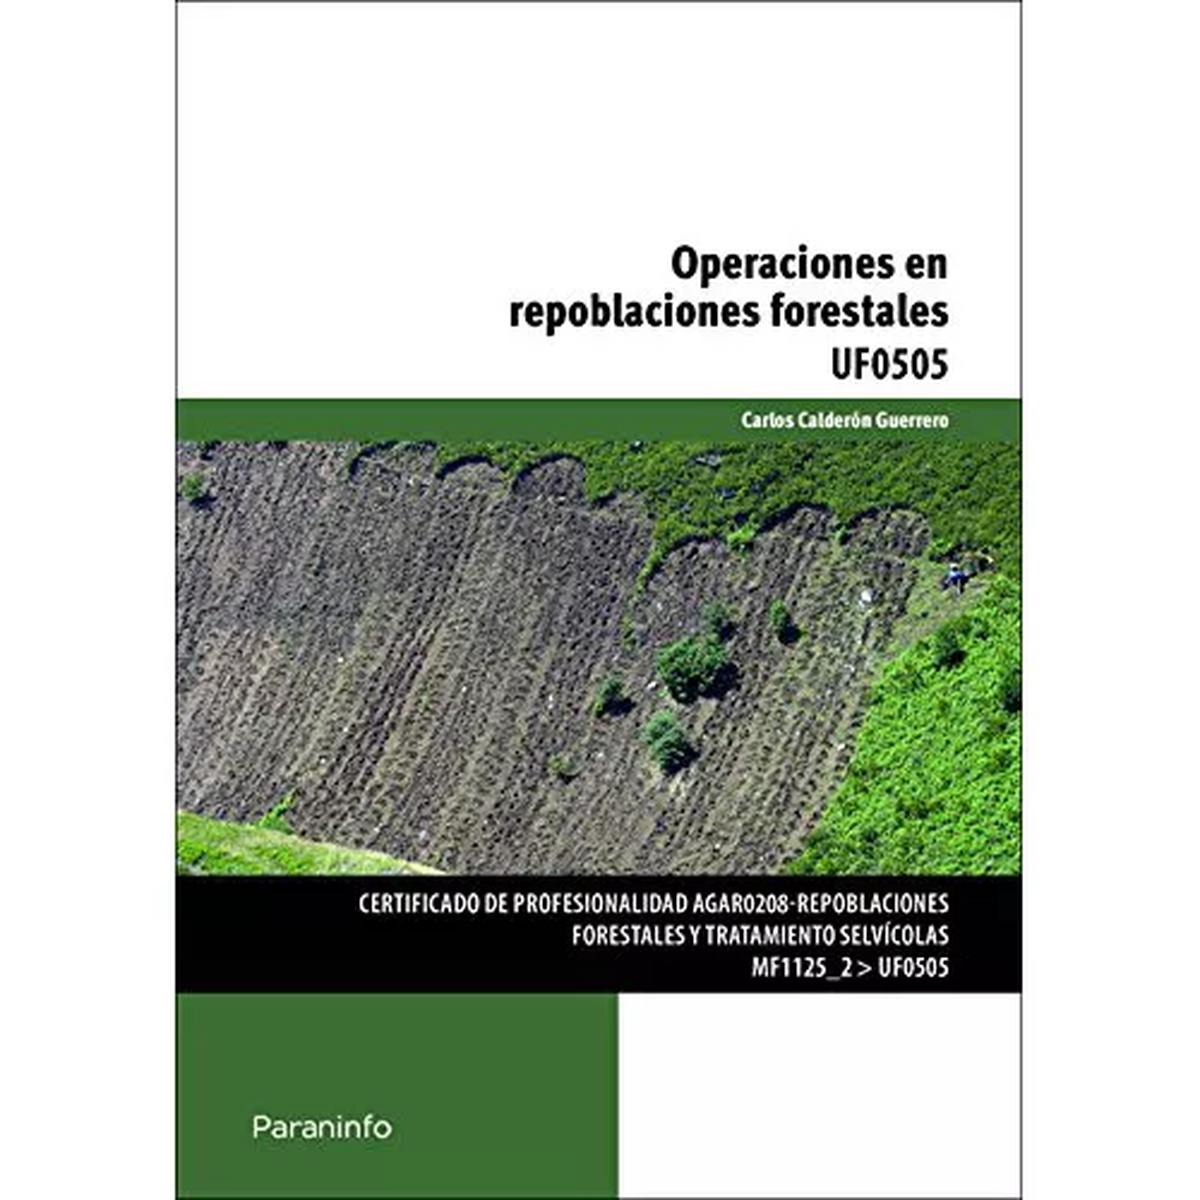 Operaciones en
repoblaciones forestales
UF0505
Carlos Calderón Guerrero
CERTIFICADO DE PROFESIONALIDAD AGAR0208-REPOBLACIONES
FORESTALES Y TRATAMIENTO SELVÍCOLAS
MF1125_2 > UF0505
Paraninfo